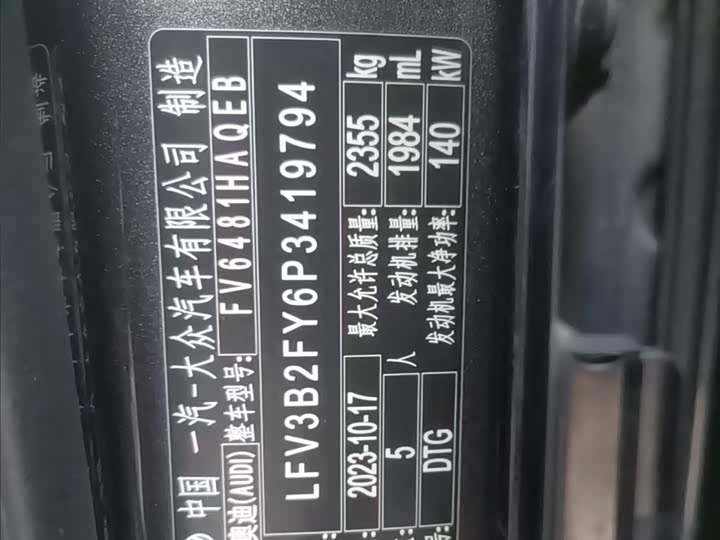 中国 一汽-大众汽车有限公司 制造
奥迪(AUDI) 整车型号: FV6481HAQEB
LFV3B2FY6P3419794
2023-10-17 最大允许总质量: 2355 kg
5 人 发动机排量: 1984 mL
号: DTG 发动机最大净功率: 140 kW